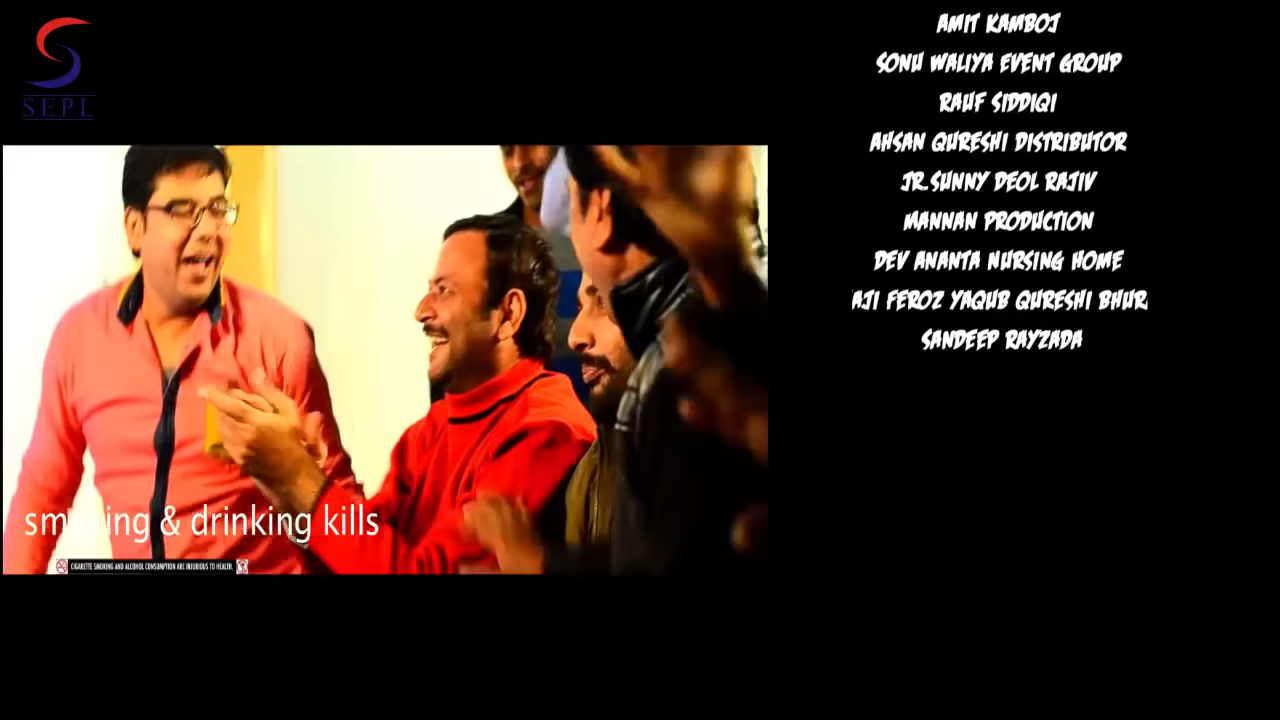 SEPL
AMIT KAMBOJ
SONU WALIYA EVENT GROUP
RAUF SIDDIQI
AHSAN QURESHI DISTRIBUTOR
JR.SUNNY DEOL RAJIV
MANNAN PRODUCTION
DEV ANANTA NURSING HOME
AJI FEROZ YAQUB QURESHI BHUR
SANDEEP RAYZADA
smoking & drinking kills
CIGARETTE SMOKING AND ALCOHOL CONSUMPTION ARE INJURIOUS TO HEALTH.